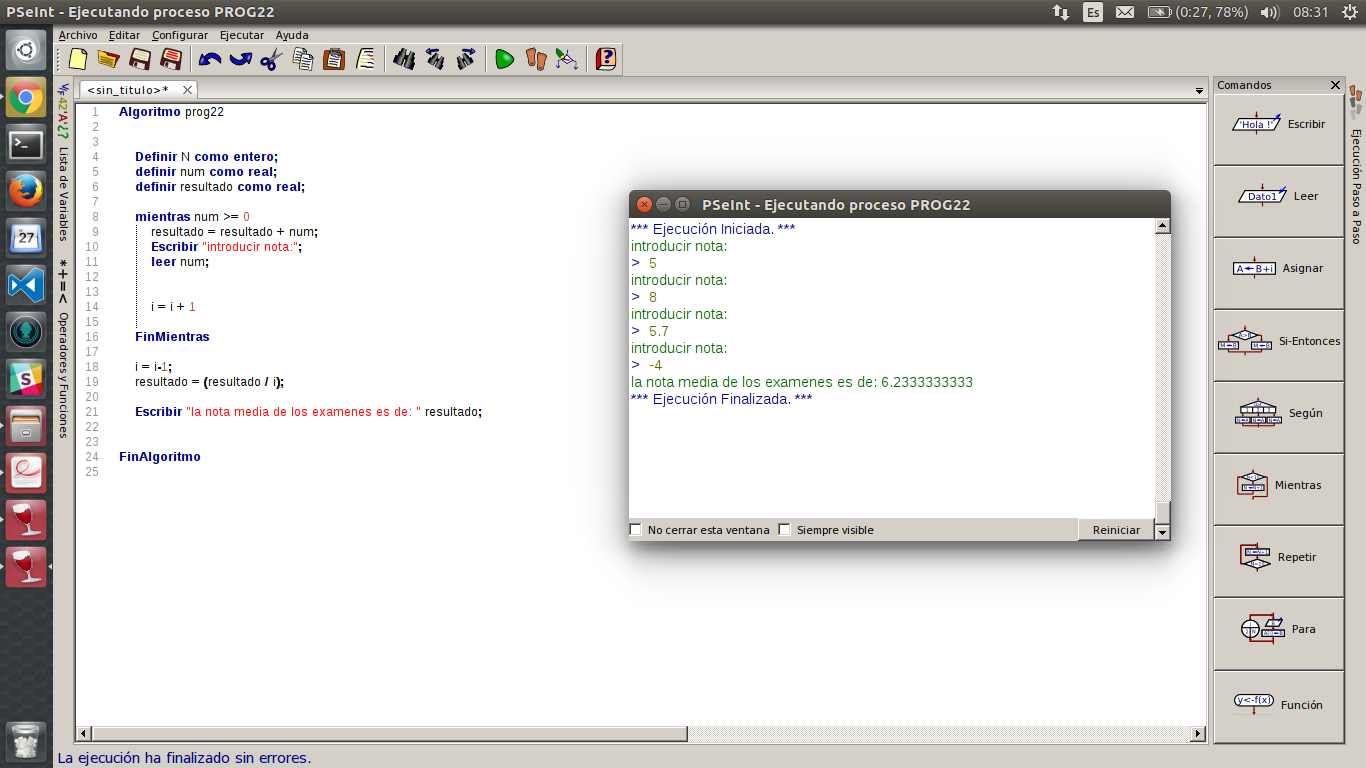 PSeInt - Ejecutando proceso PROG22
Es
(0:27, 78%)
08:31
Archivo Editar Configurar Ejecutar Ayuda
<sin_titulo>*
Lista de Variables
Operadores y Funciones
1 Algoritmo prog22
2
3
4 Definir N como entero;
5 definir num como real;
6 definir resultado como real;
7
8 mientras num >= 0
9 resultado = resultado + num;
10 Escribir "introducir nota:";
11 leer num;
12
13
14 i = i + 1
15
16 FinMientras
17
18 i = i-1;
19 resultado = (resultado / i);
20
21 Escribir "la nota media de los examenes es de: " resultado;
22
23
24 FinAlgoritmo
25
PSeInt - Ejecutando proceso PROG22
*** Ejecución Iniciada. ***
introducir nota:
> 5
introducir nota:
> 8
introducir nota:
> 5.7
introducir nota:
> -4
la nota media de los examenes es de: 6.2333333333
*** Ejecución Finalizada. ***
No cerrar esta ventana
Siempre visible
Reiniciar
Comandos
'Hola !' Escribir
Dato1 Leer
A←B+i Asignar
Si-Entonces
Según
Mientras
Repetir
Para
y<-f(x) Función
Ejecución Paso a Paso
27
La ejecución ha finalizado sin errores.